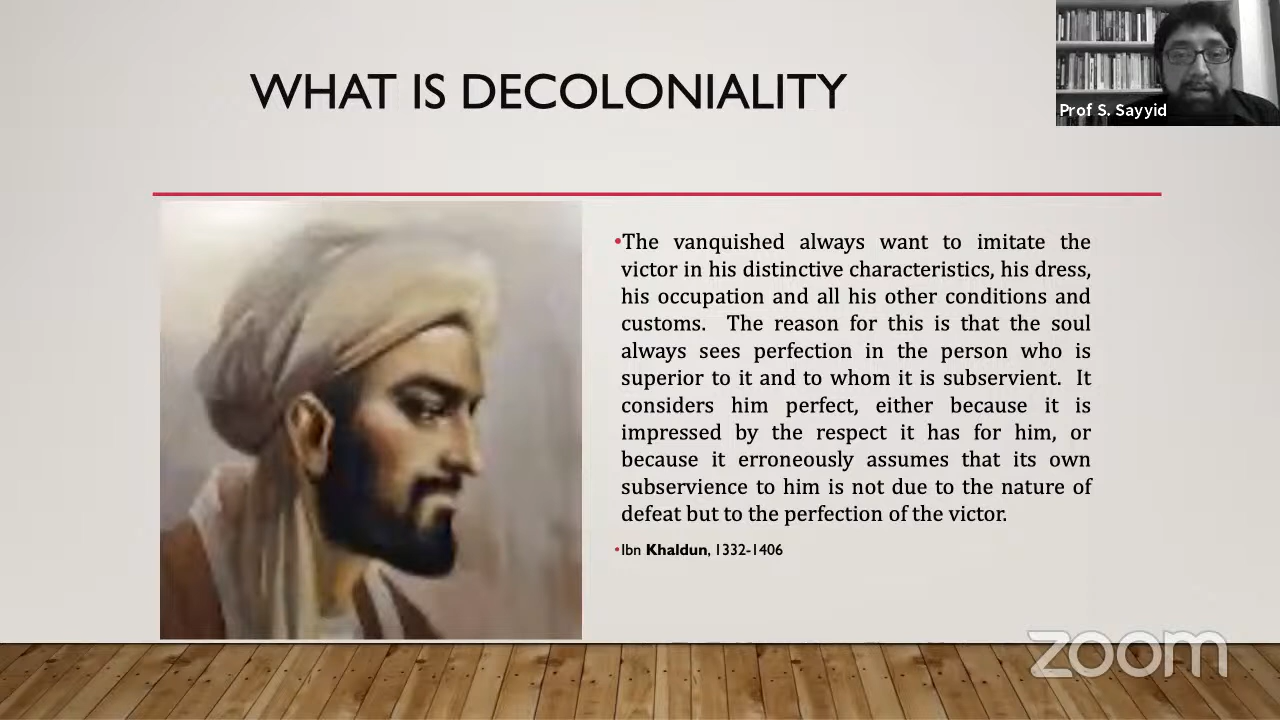 WHAT IS DECOLONIALITY
Prof S. Sayyid
•The vanquished always want to imitate the
victor in his distinctive characteristics, his dress,
his occupation and all his other conditions and
customs. The reason for this is that the soul
always sees perfection in the person who is
superior to it and to whom it is subservient. It
considers him perfect, either because it is
impressed by the respect it has for him, or
because it erroneously assumes that its own
subservience to him is not due to the nature of
defeat but to the perfection of the victor.
•Ibn Khaldun, 1332-1406
zoom